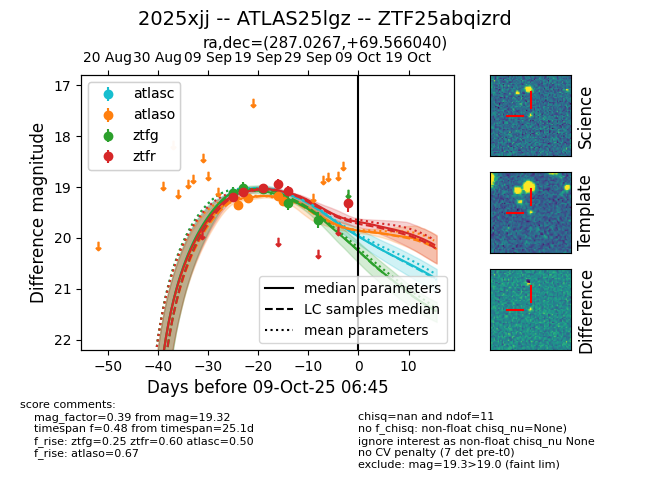 2025xjj -- ATLAS25lgz -- ZTF25abqizrd
ra,dec=(287.0267,+69.566040)
20 Aug 30 Aug 09 Sep 19 Sep 29 Sep 09 Oct 19 Oct
17
18
19
20
21
22
Difference magnitude
atlasc
atlaso
ztfg
ztfr
median parameters
LC samples median
mean parameters
−50 −40 −30 −20 −10 0 10
Days before 09-Oct-25 06:45
Science
Template
Difference
score comments:
mag_factor=0.39 from mag=19.32
timespan f=0.48 from timespan=25.1d
f_rise: ztfg=0.25 ztfr=0.60 atlasc=0.50
f_rise: atlaso=0.67
chisq=nan and ndof=11
no f_chisq: non-float chisq_nu=None)
ignore interest as non-float chisq_nu None
no CV penalty (7 det pre-t0)
exclude: mag=19.3>19.0 (faint lim)